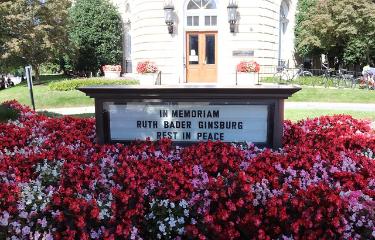 IN MEMORIAM
RUTH BADER GINSBURG
REST IN PEACE